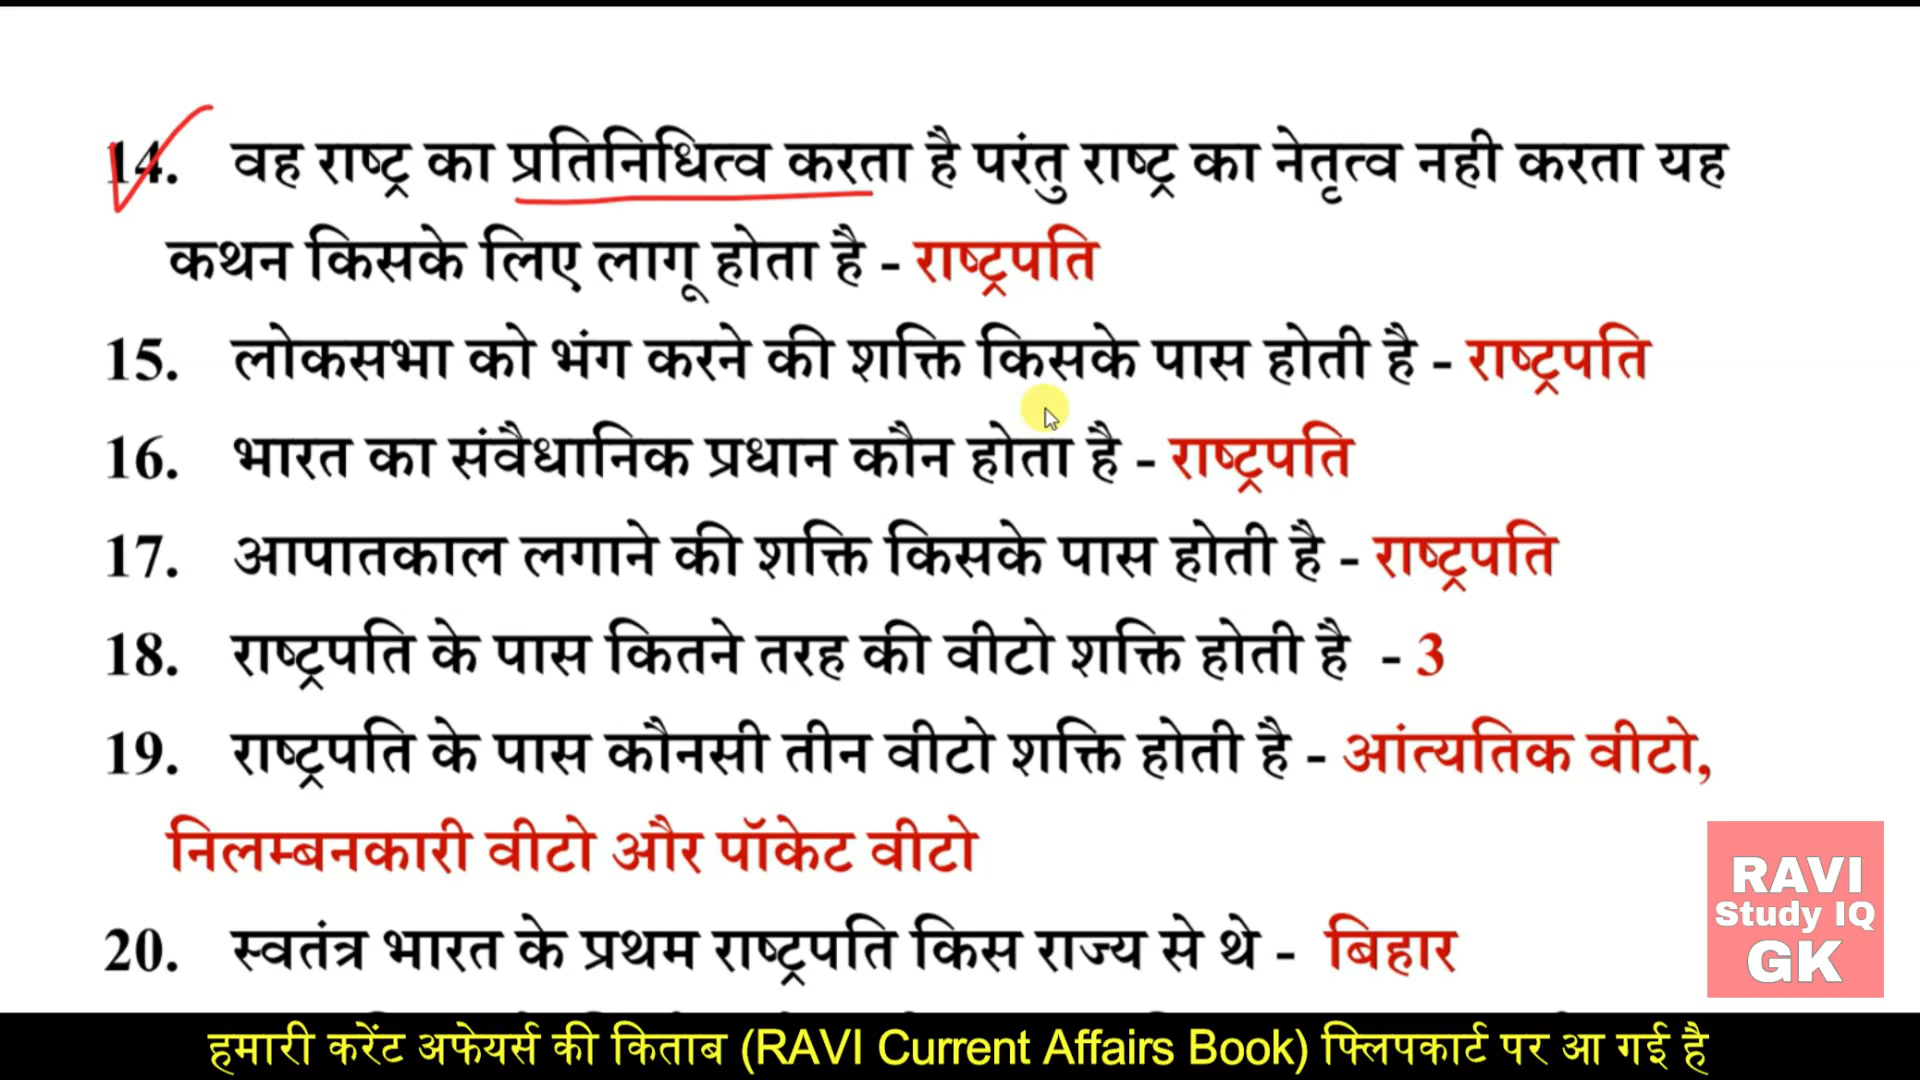 14. वह राष्ट्र का प्रतिनिधित्व करता है परंतु राष्ट्र का नेतृत्व नही करता यह
कथन किसके लिए लागू होता है - राष्ट्रपति
15. लोकसभा को भंग करने की शक्ति किसके पास होती है - राष्ट्रपति
16. भारत का संवैधानिक प्रधान कौन होता है - राष्ट्रपति
17. आपातकाल लगाने की शक्ति किसके पास होती है - राष्ट्रपति
18. राष्ट्रपति के पास कितने तरह की वीटो शक्ति होती है - 3
19. राष्ट्रपति के पास कौनसी तीन वीटो शक्ति होती है - आंत्यतिक वीटो,
निलम्बनकारी वीटो और पॉकेट वीटो
20. स्वतंत्र भारत के प्रथम राष्ट्रपति किस राज्य से थे - बिहार
RAVI
Study IQ
GK
हमारी करेंट अफेयर्स की किताब (RAVI Current Affairs Book) फ्लिपकार्ट पर आ गई है